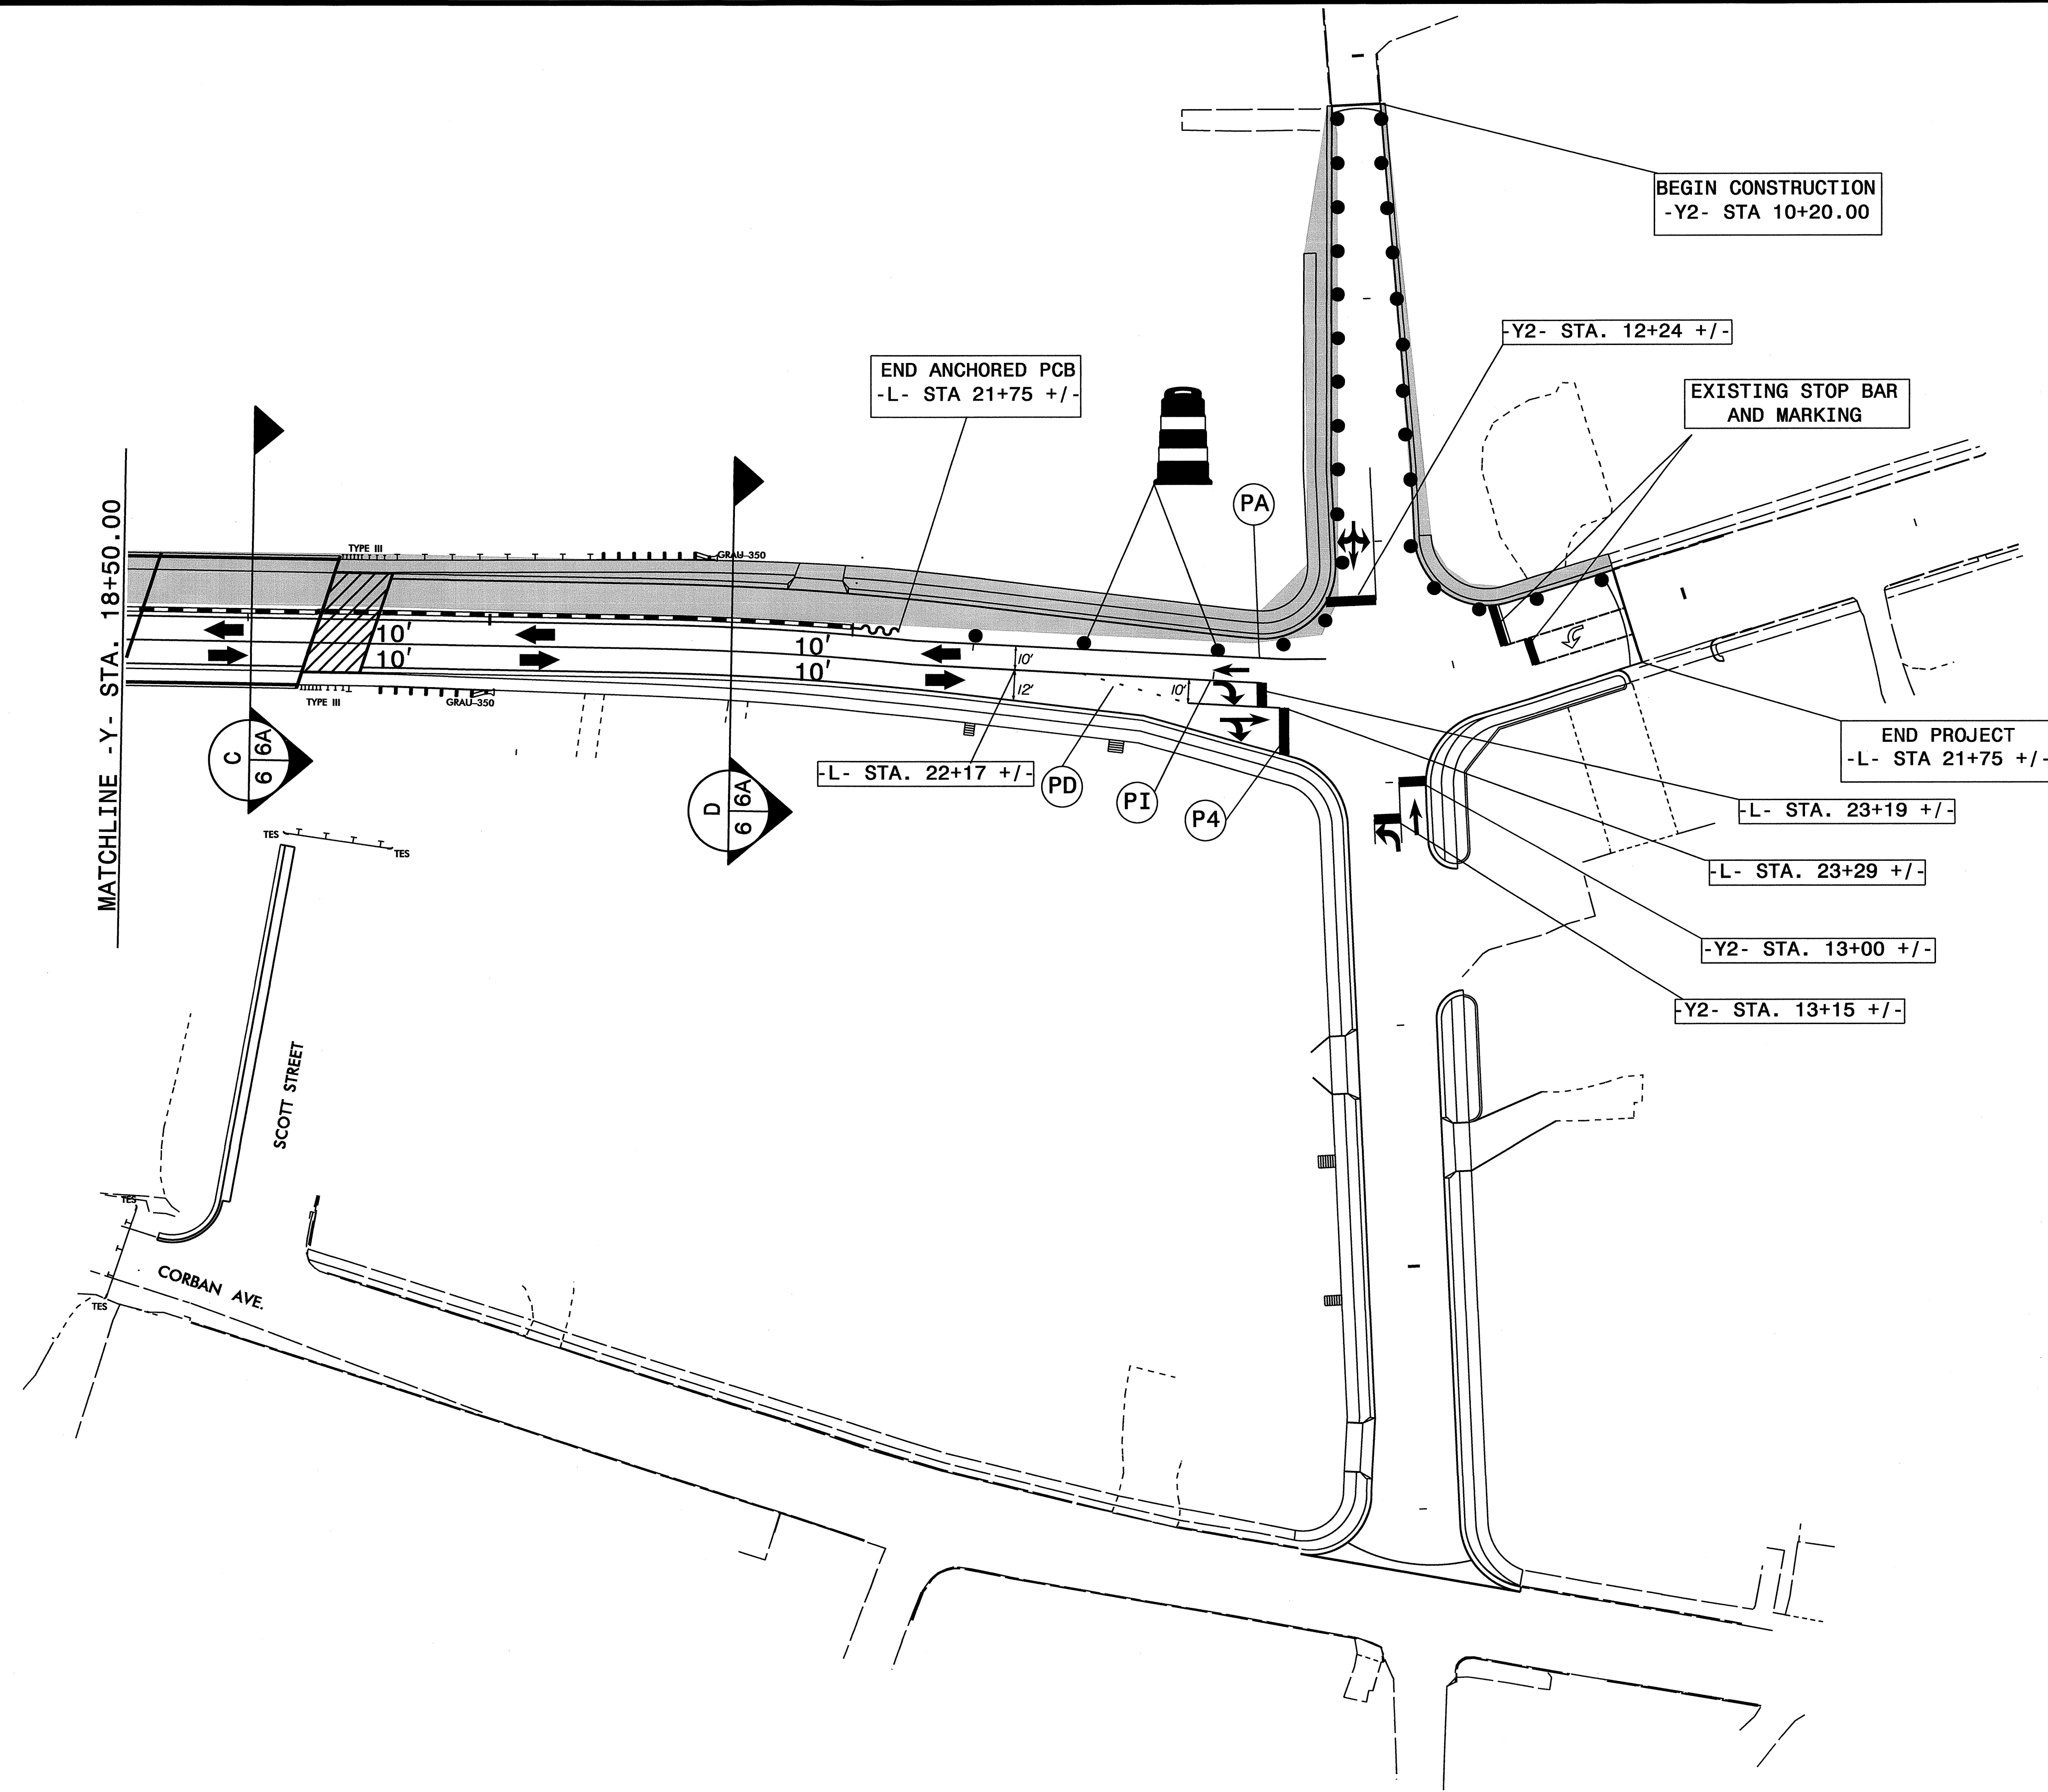 BEGIN CONSTRUCTION
-Y2- STA 10+20.00
-Y2- STA. 12+24 +/-
END ANCHORED PCB
-L- STA 21+75 +/-
EXISTING STOP BAR
AND MARKING
PA
MATCHLINE -Y- STA. 18+50.00
TYPE III
GRAU-350
10'
10'
10'
10'
10'
12'
10'
TYPE III
GRAU-350
C
6
6A
D
6
6A
-L- STA. 22+17 +/-
PD
PI
P4
END PROJECT
-L- STA 21+75 +/-
-L- STA. 23+19 +/-
-L- STA. 23+29 +/-
-Y2- STA. 13+00 +/-
-Y2- STA. 13+15 +/-
TES
TES
SCOTT STREET
TES
CORBAN AVE.
TES